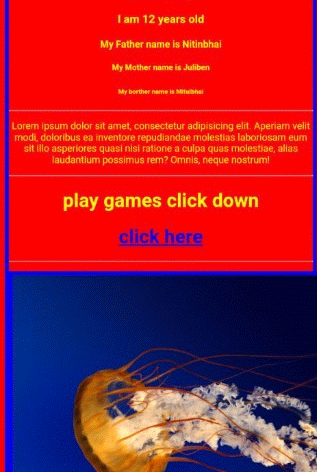 I am 12 years old
My Father name is Nitinbhai
My Mother name is Juliben
My borther name is Mitulbhai
Lorem ipsum dolor sit amet, consectetur adipisicing elit. Aperiam velit
modi, doloribus ea inventore repudiandae molestias laboriosam eum
sit illo asperiores quasi nisi ratione a culpa quas molestiae, alias
laudantium possimus rem? Omnis, neque nostrum!
play games click down
click here